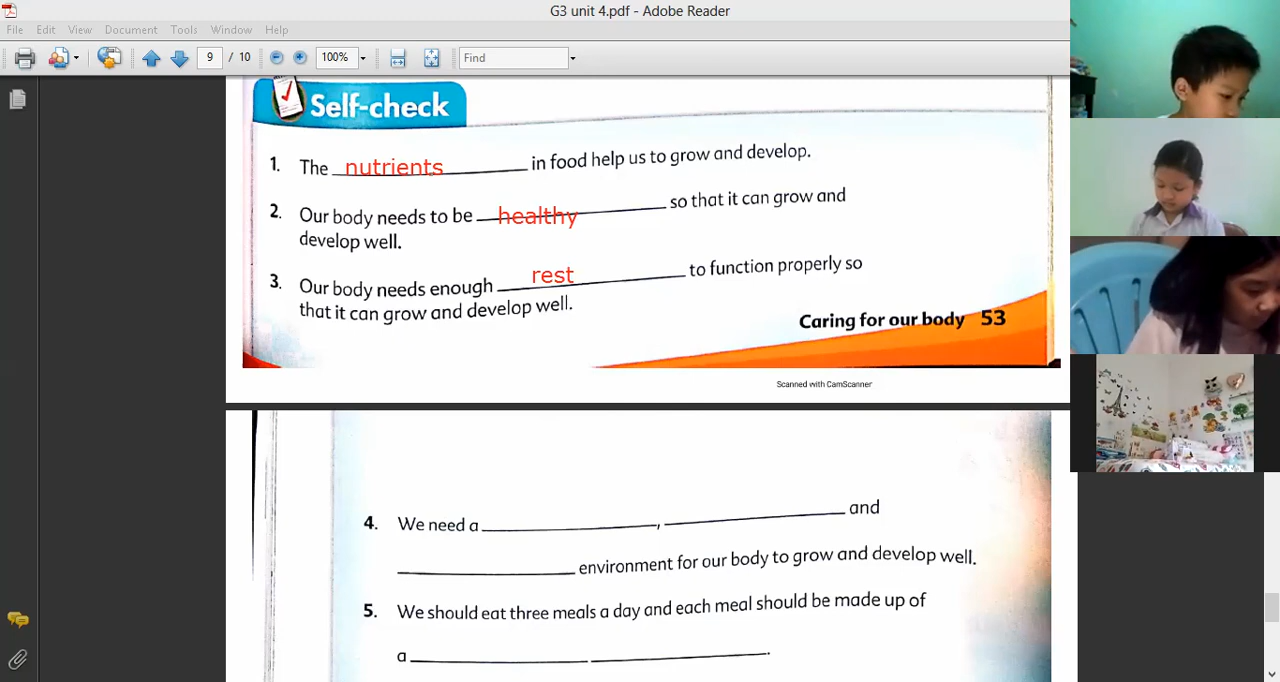 G3 unit 4.pdf - Adobe Reader
File Edit View Document Tools Window Help
9 / 10 100% Find
Self-check
1. The nutrients in food help us to grow and develop.
2. Our body needs to be healthy so that it can grow and
develop well.
3. Our body needs enough rest to function properly so
that it can grow and develop well.
Caring for our body 53
Scanned with CamScanner
4. We need a ____________, ____________ and
____________ environment for our body to grow and develop well.
5. We should eat three meals a day and each meal should be made up of
a ____________ ____________.